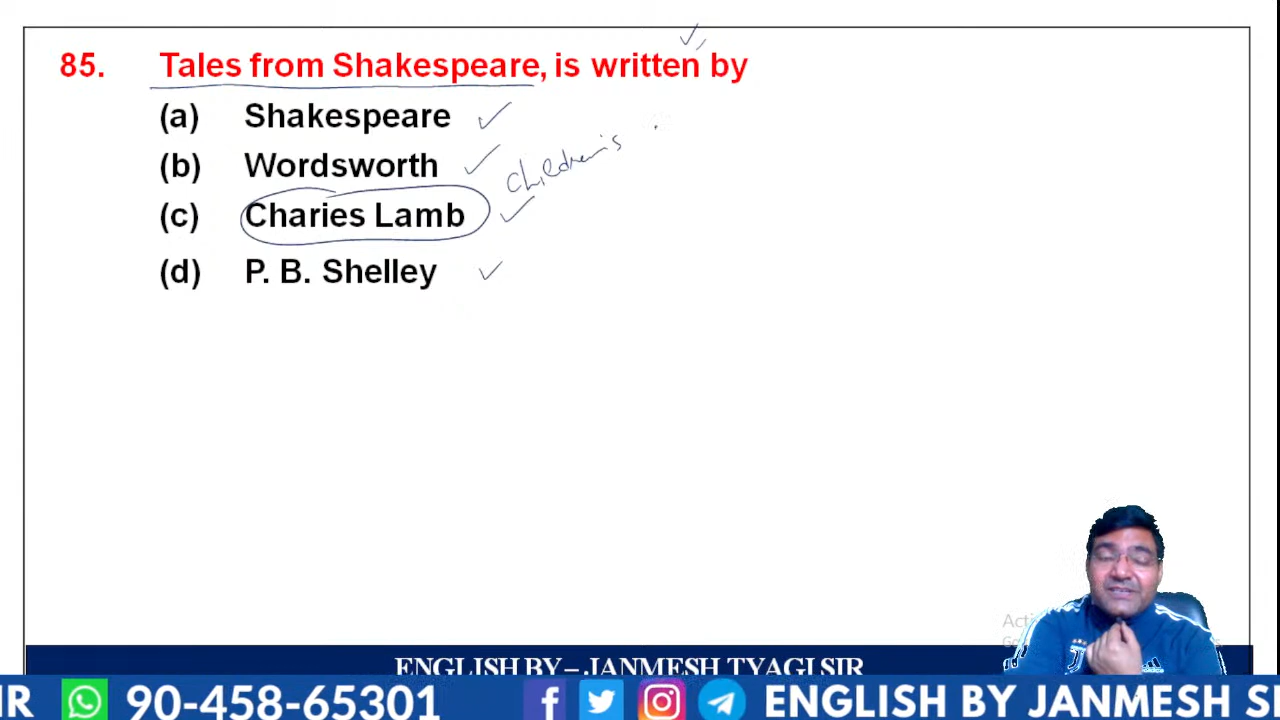 85. Tales from Shakespeare, is written by
(a) Shakespeare
(b) Wordsworth
Children's
(c) Charies Lamb
(d) P. B. Shelley
ENGLISH BY – JANMESH TYAGI SIR
IR 90-458-65301 ENGLISH BY JANMESH S